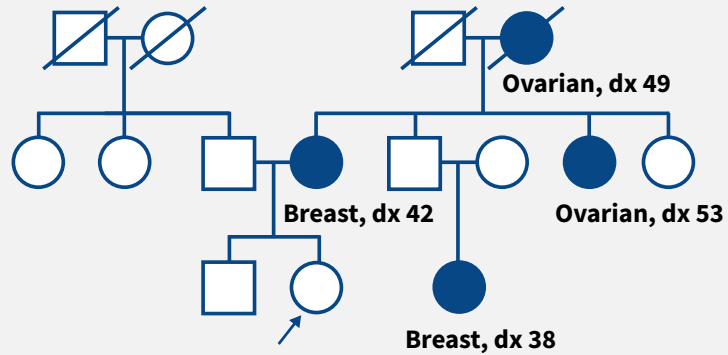 Ovarian, dx 49
Breast, dx 42
Ovarian, dx 53
Breast, dx 38